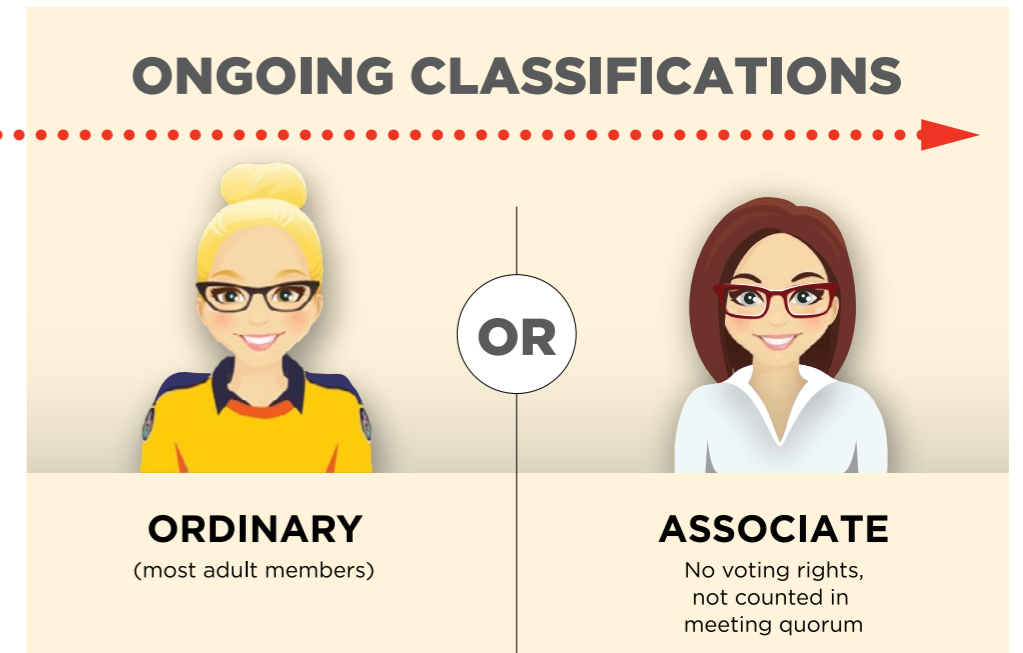 ONGOING CLASSIFICATIONS
OR
ORDINARY
(most adult members)
ASSOCIATE
No voting rights,
not counted in
meeting quorum